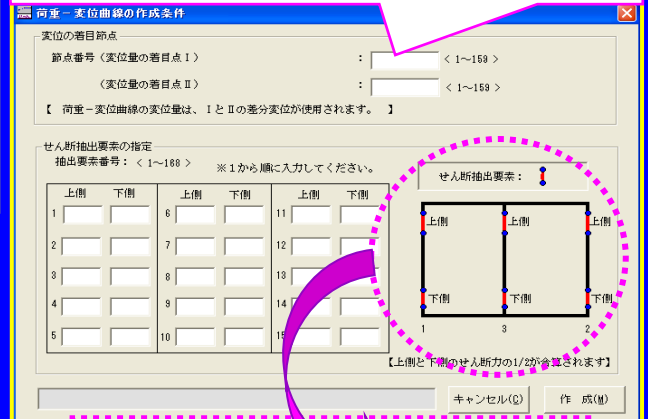 荷重－変位曲線の作成条件
変位の着目節点
節点番号（変位量の着目点Ⅰ） ： < 1～159 >
（変位量の着目点Ⅱ） ： < 1～159 >
【 荷重－変位曲線の変位量は、ⅠとⅡの差分変位が使用されます。 】
せん断抽出要素の指定
抽出要素番号： < 1～168 > ※１から順に入力してください。
せん断抽出要素：
上側 下側 上側 下側 上側 下側
1 6 11
2 7 12
3 8 13
4 9 14
5 10 15
上側 上側 上側
下側 下側 下側
1 3 2
【上側と下側のせん断力の1/2が合算されます】
キャンセル(C) 作 成(M)